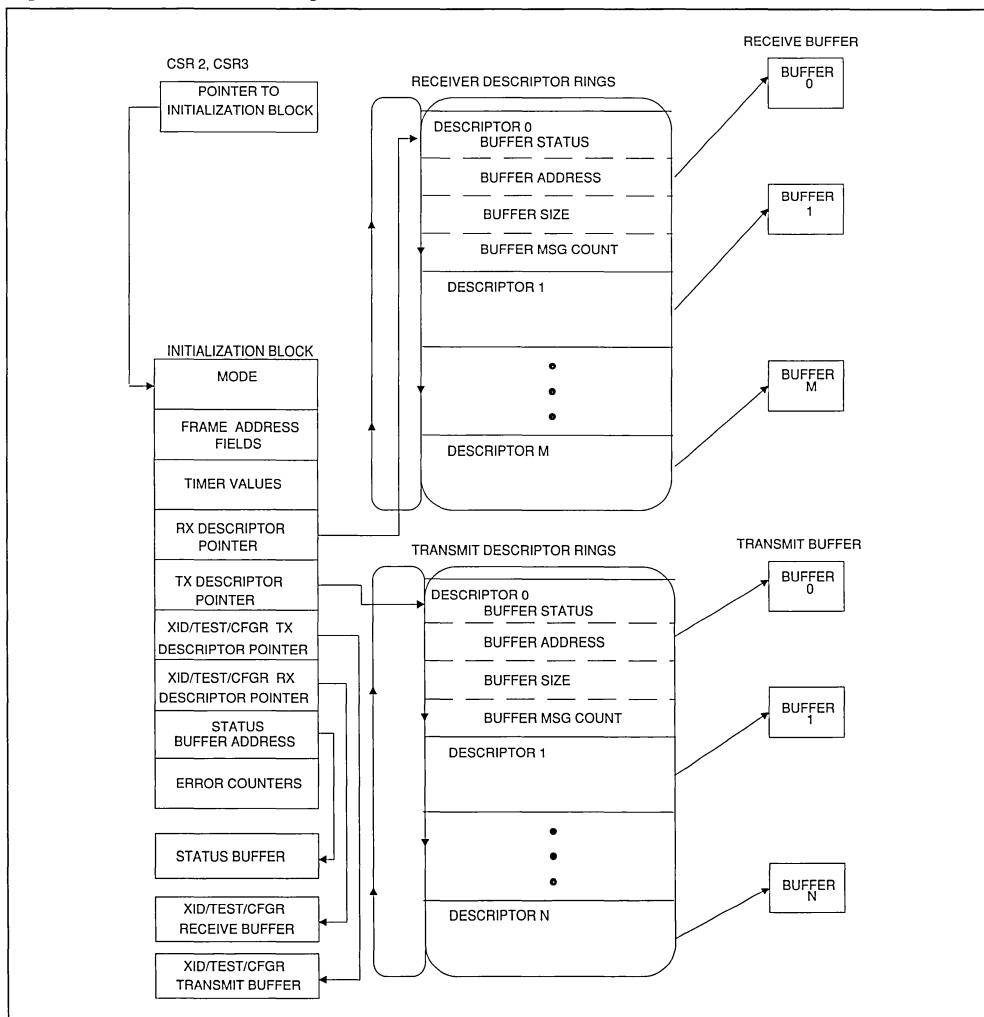 CSR 2, CSR3
POINTER TO
INITIALIZATION BLOCK
INITIALIZATION BLOCK
MODE
FRAME ADDRESS
FIELDS
TIMER VALUES
RX DESCRIPTOR
POINTER
TX DESCRIPTOR
POINTER
XID/TEST/CFGR TX
DESCRIPTOR POINTER
XID/TEST/CFGR RX
DESCRIPTOR POINTER
STATUS
BUFFER ADDRESS
ERROR COUNTERS
STATUS BUFFER
XID/TEST/CFGR
RECEIVE BUFFER
XID/TEST/CFGR
TRANSMIT BUFFER
RECEIVER DESCRIPTOR RINGS
DESCRIPTOR 0
BUFFER STATUS
BUFFER ADDRESS
BUFFER SIZE
BUFFER MSG COUNT
DESCRIPTOR 1
DESCRIPTOR M
RECEIVE BUFFER
BUFFER
0
BUFFER
1
BUFFER
M
TRANSMIT DESCRIPTOR RINGS
DESCRIPTOR 0
BUFFER STATUS
BUFFER ADDRESS
BUFFER SIZE
BUFFER MSG COUNT
DESCRIPTOR 1
DESCRIPTOR N
TRANSMIT BUFFER
BUFFER
0
BUFFER
1
BUFFER
N